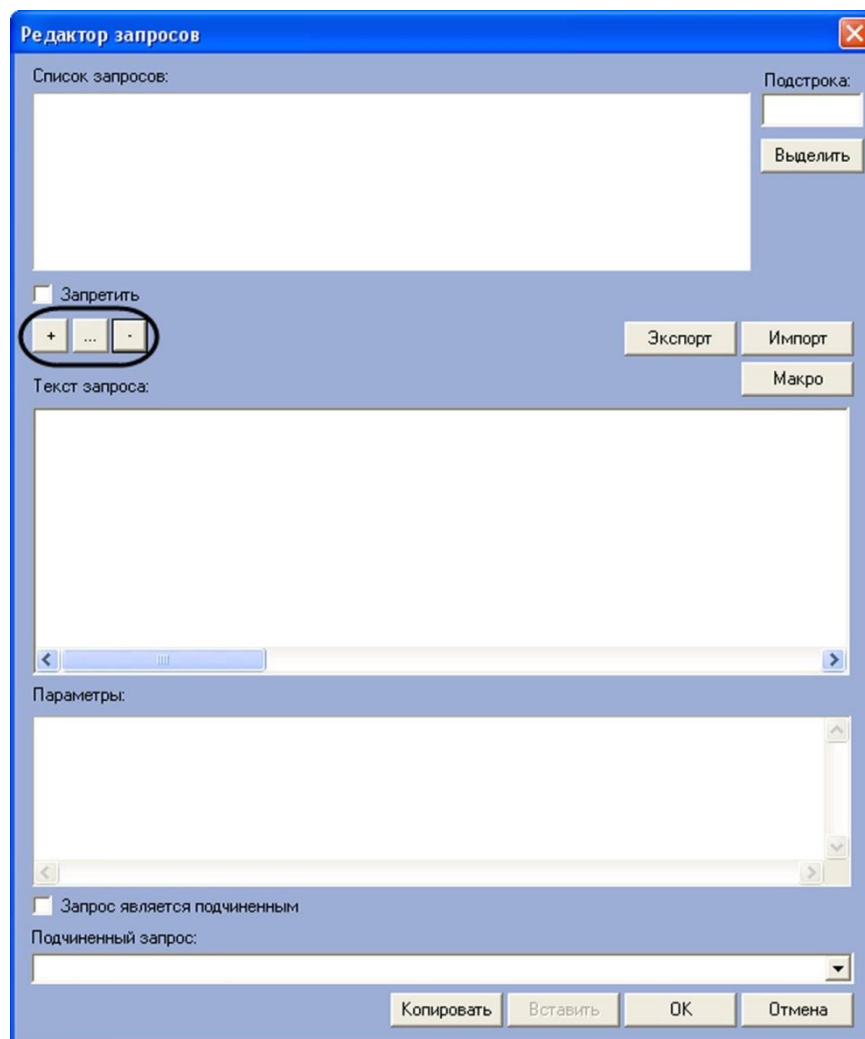 Редактор запросов
Список запросов:
Подстрока:
Выделить
Запретить
+ ... -
Экспорт Импорт
Макро
Текст запроса:
Параметры:
Запрос является подчиненным
Подчиненный запрос:
Копировать Вставить OK Отмена